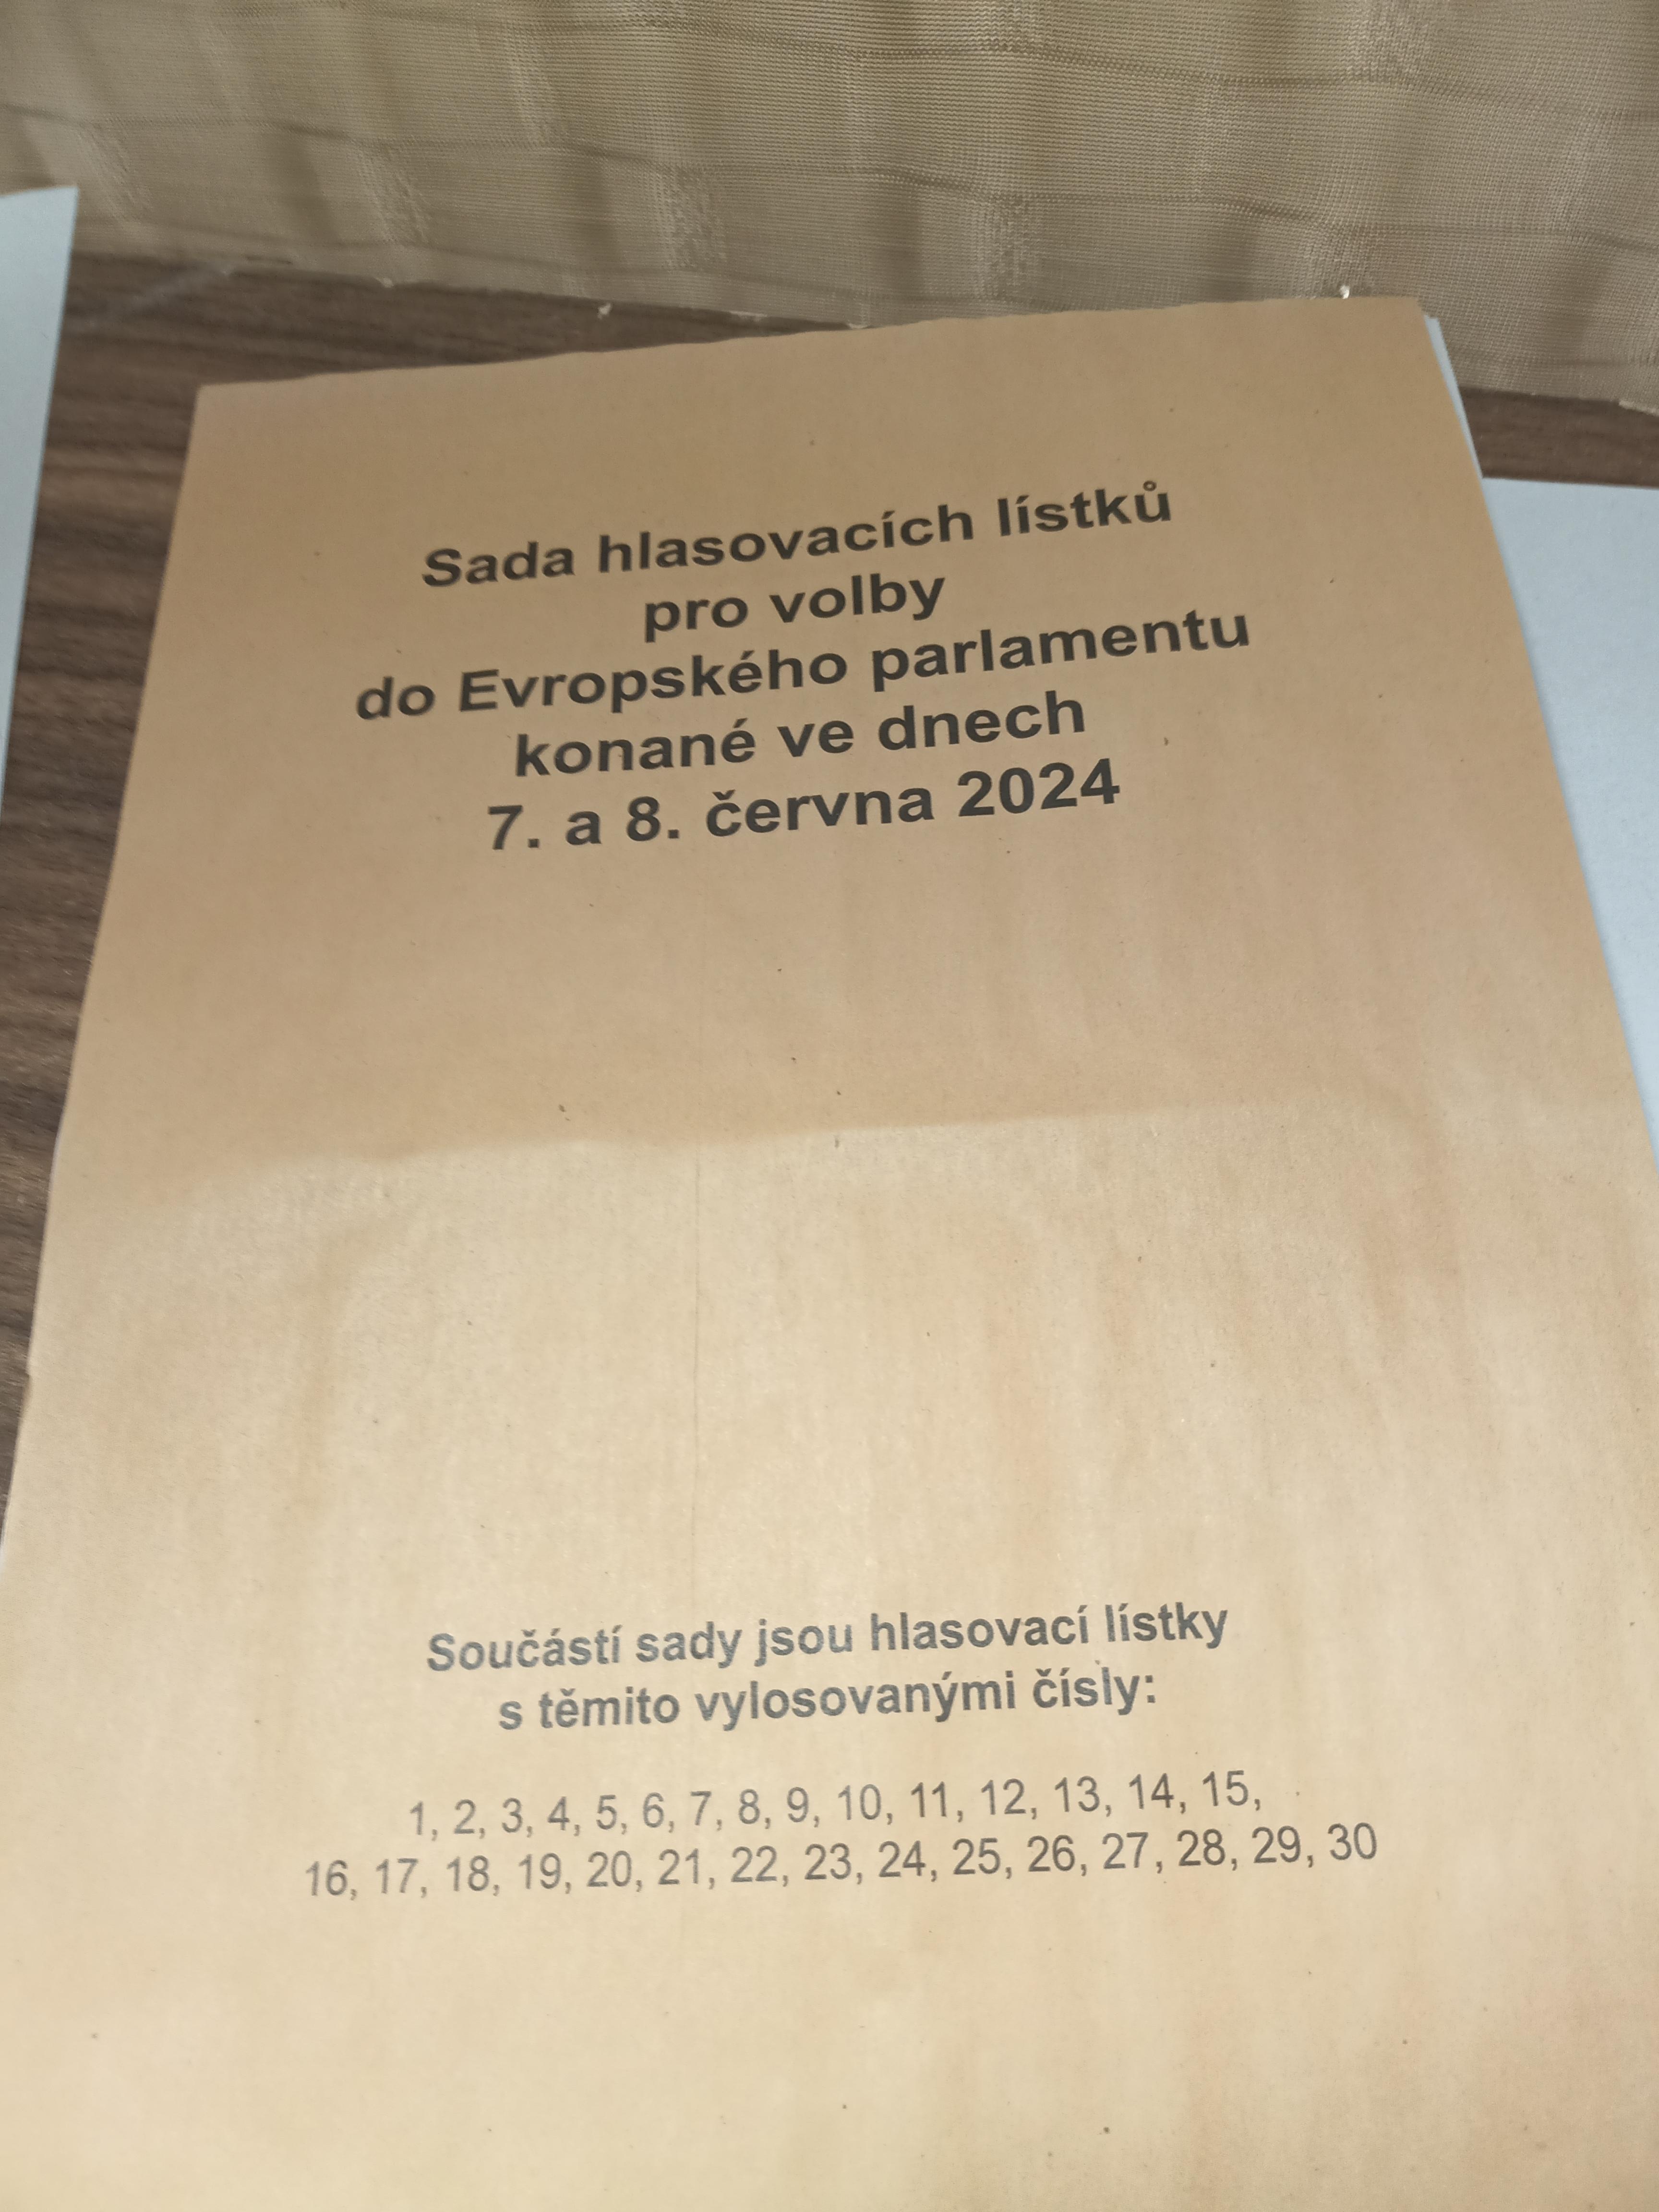 Sada hlasovacích lístků
pro volby
do Evropského parlamentu
konané ve dnech
7. a 8. června 2024
Součástí sady jsou hlasovací lístky
s těmito vylosovanými čísly:
1, 2, 3, 4, 5, 6, 7, 8, 9, 10, 11, 12, 13, 14, 15,
16, 17, 18, 19, 20, 21, 22, 23, 24, 25, 26, 27, 28, 29, 30